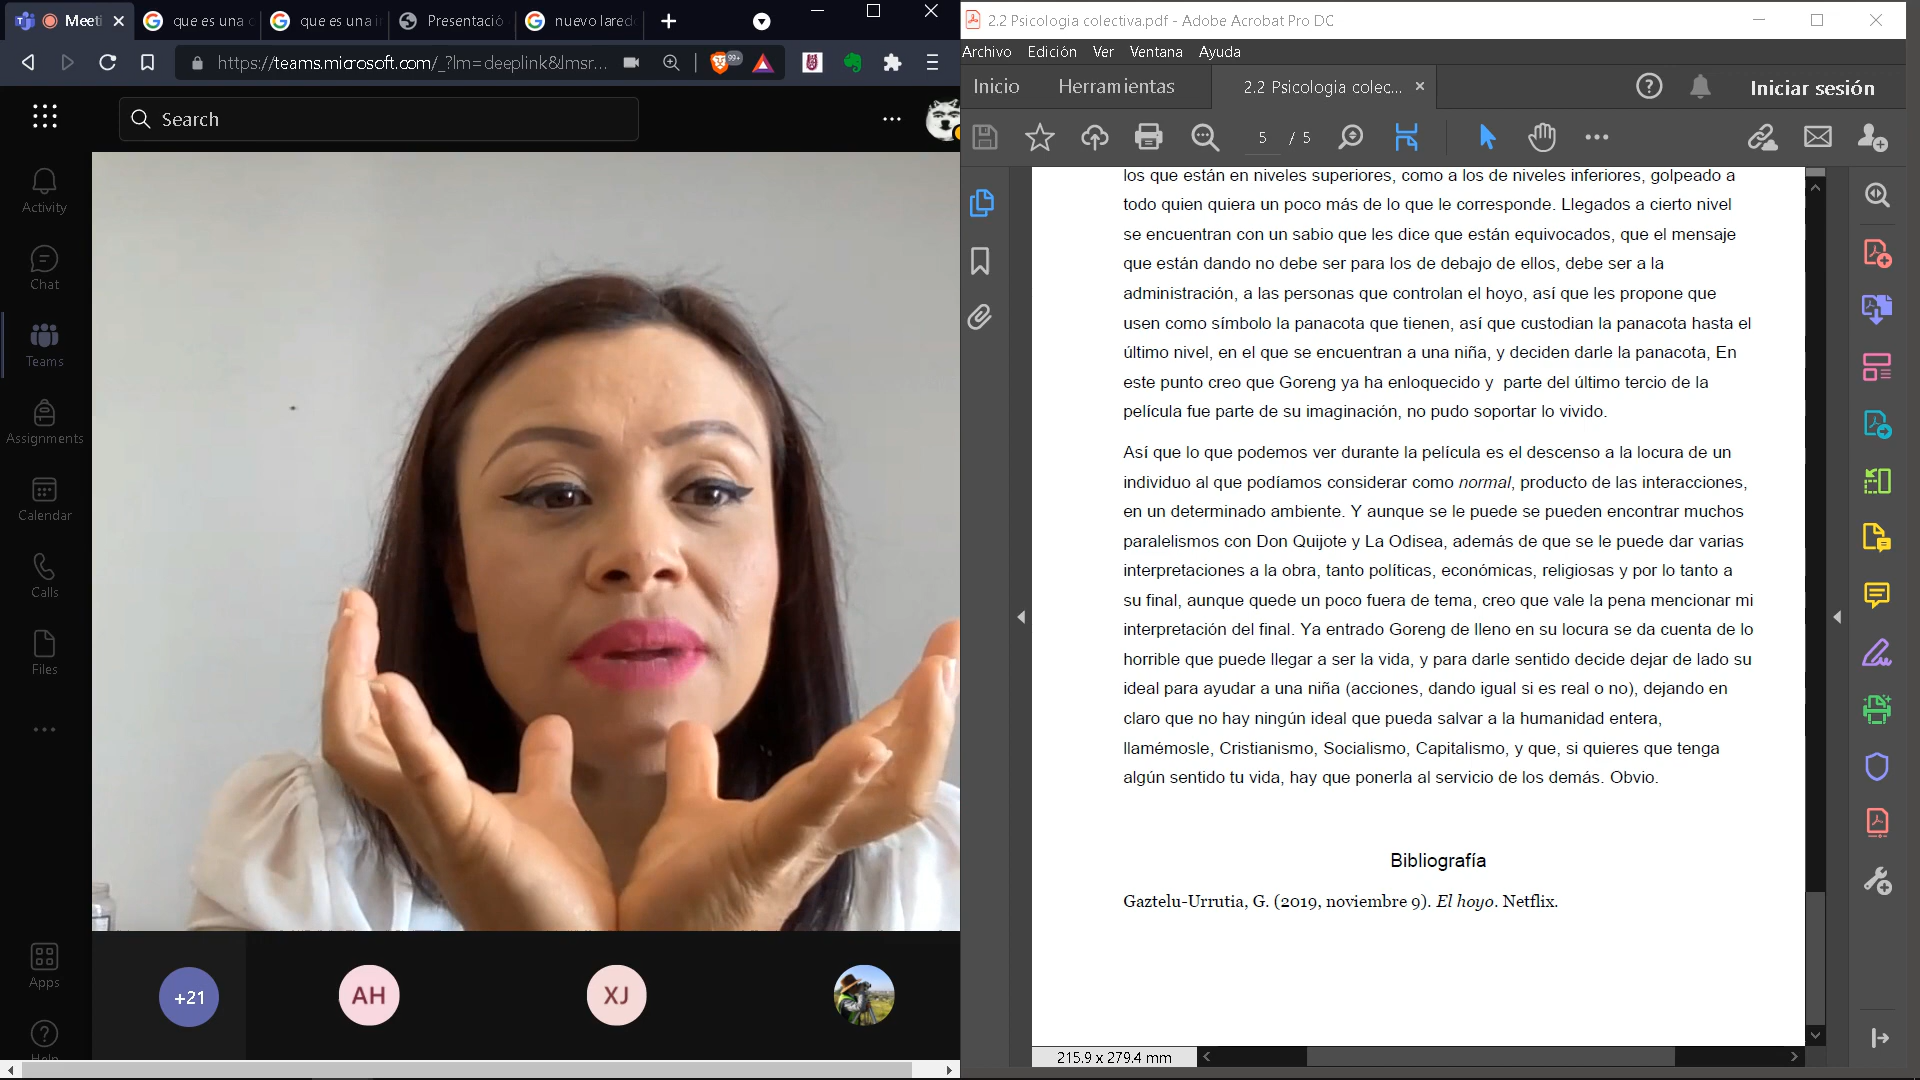 Meeti
que es una c
que es una in
Presentació
nuevo lared
https://teams.microsoft.com/_?lm=deeplink&lmsr...
99+
Search
Activity
Chat
Teams
Assignments
Calendar
Calls
Files
Apps
Help
+21
AH
XJ
2.2 Psicologia colectiva.pdf - Adobe Acrobat Pro DC
Archivo Edición Ver Ventana Ayuda
Inicio
Herramientas
2.2 Psicologia colec...
Iniciar sesión
5 / 5
los que están en niveles superiores, como a los de niveles inferiores, golpeado a
todo quien quiera un poco más de lo que le corresponde. Llegados a cierto nivel
se encuentran con un sabio que les dice que están equivocados, que el mensaje
que están dando no debe ser para los de debajo de ellos, debe ser a la
administración, a las personas que controlan el hoyo, así que les propone que
usen como símbolo la panacota que tienen, así que custodian la panacota hasta el
último nivel, en el que se encuentran a una niña, y deciden darle la panacota, En
este punto creo que Goreng ya ha enloquecido y  parte del último tercio de la
película fue parte de su imaginación, no pudo soportar lo vivido.
Así que lo que podemos ver durante la película es el descenso a la locura de un
individuo al que podíamos considerar como normal, producto de las interacciones,
en un determinado ambiente. Y aunque se le puede se pueden encontrar muchos
paralelismos con Don Quijote y La Odisea, además de que se le puede dar varias
interpretaciones a la obra, tanto políticas, económicas, religiosas y por lo tanto a
su final, aunque quede un poco fuera de tema, creo que vale la pena mencionar mi
interpretación del final. Ya entrado Goreng de lleno en su locura se da cuenta de lo
horrible que puede llegar a ser la vida, y para darle sentido decide dejar de lado su
ideal para ayudar a una niña (acciones, dando igual si es real o no), dejando en
claro que no hay ningún ideal que pueda salvar a la humanidad entera,
llamémosle, Cristianismo, Socialismo, Capitalismo, y que, si quieres que tenga
algún sentido tu vida, hay que ponerla al servicio de los demás. Obvio.
Bibliografía
Gaztelu-Urrutia, G. (2019, noviembre 9). El hoyo. Netflix.
215.9 x 279.4 mm